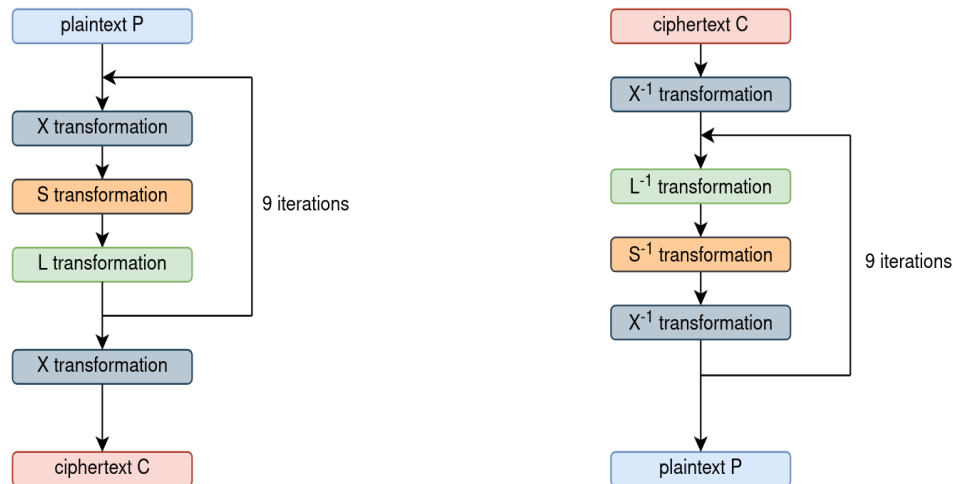 plaintext P
X transformation
S transformation
9 iterations
L transformation
X transformation
ciphertext C
ciphertext C
X⁻¹ transformation
L⁻¹ transformation
S⁻¹ transformation
9 iterations
X⁻¹ transformation
plaintext P